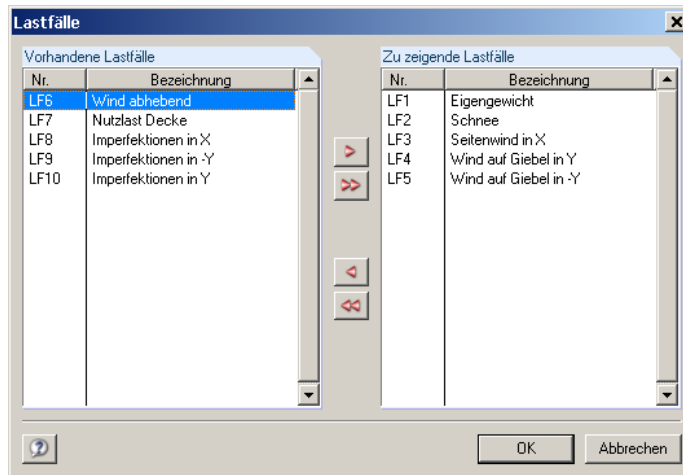 Lastfälle
Vorhandene Lastfälle
Nr. Bezeichnung
LF6 Wind abhebend
LF7 Nutzlast Decke
LF8 Imperfektionen in X
LF9 Imperfektionen in -Y
LF10 Imperfektionen in Y
Zu zeigende Lastfälle
Nr. Bezeichnung
LF1 Eigengewicht
LF2 Schnee
LF3 Seitenwind in X
LF4 Wind auf Giebel in Y
LF5 Wind auf Giebel in -Y
OK Abbrechen